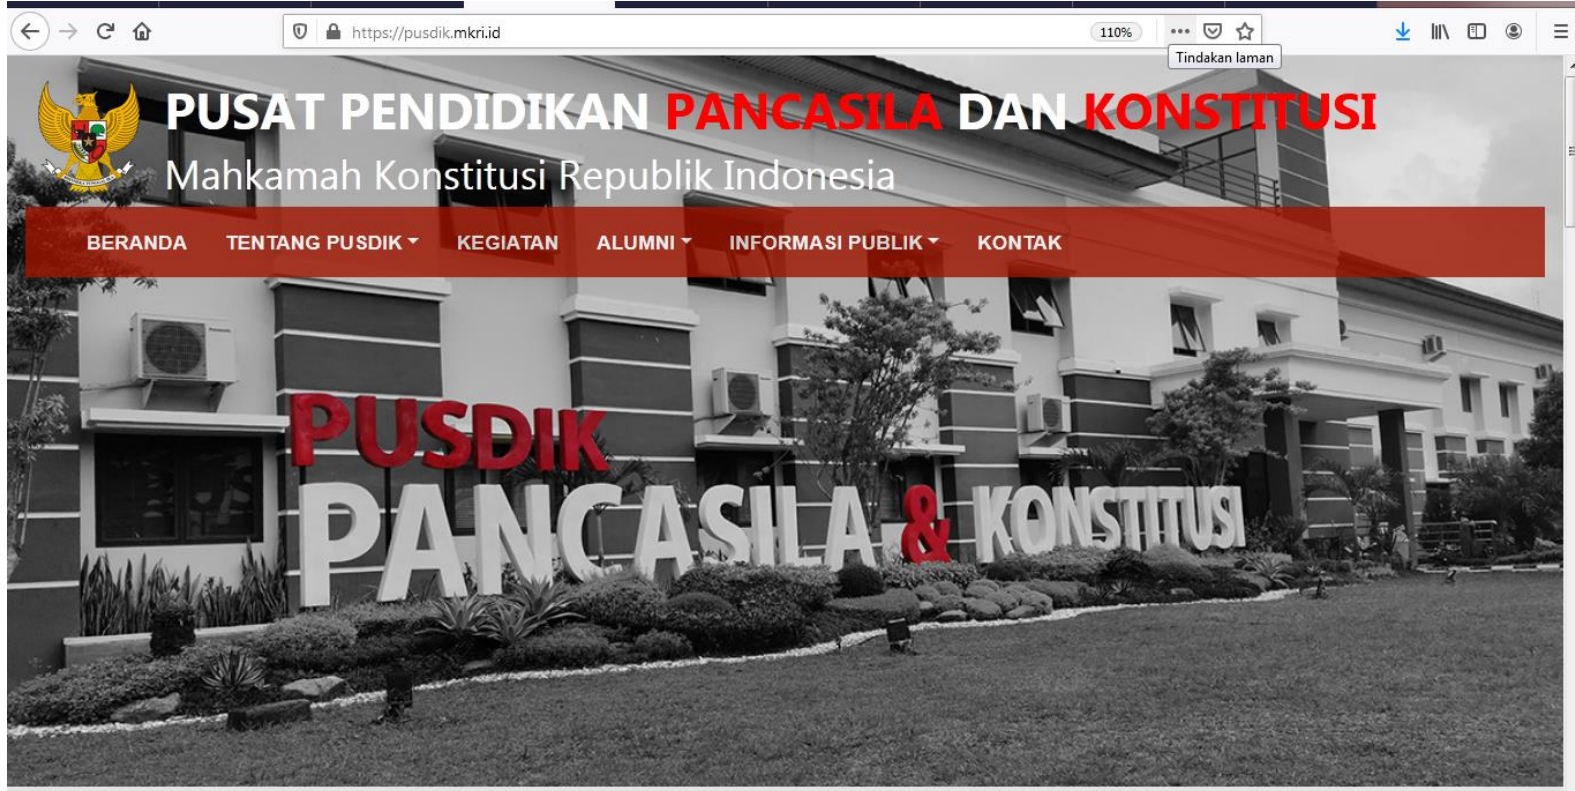 https://pusdik.mkri.id
110%
Tindakan laman
PUSAT PENDIDIKAN PANCASILA DAN KONSTITUSI
Mahkamah Konstitusi Republik Indonesia
BERANDA TENTANG PUSDIK KEGIATAN ALUMNI INFORMASI PUBLIK KONTAK
PUSDIK
PANCASILA & KONSTITUSI